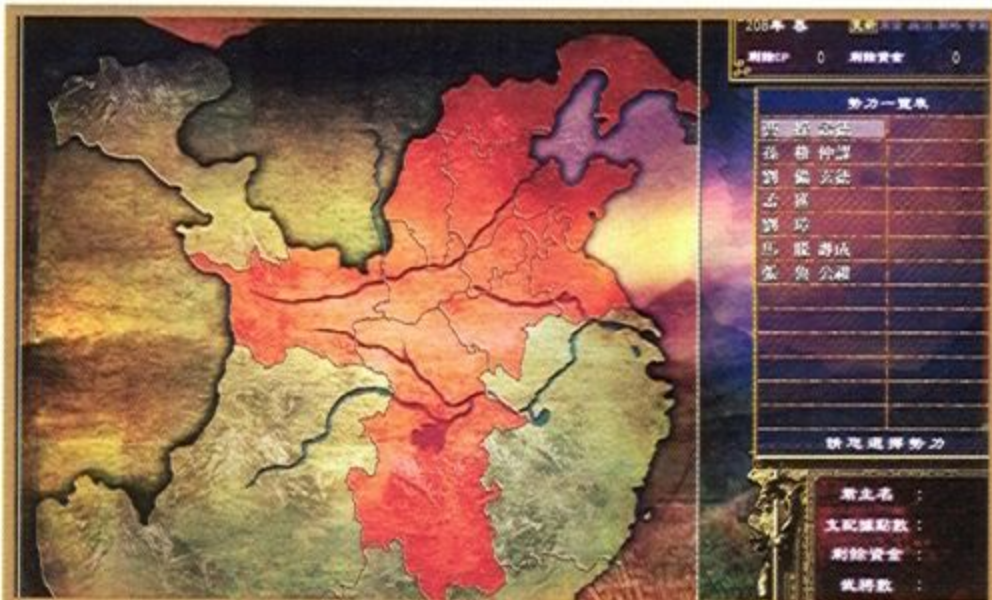 208年 春
剩餘CP 0 剩餘資金 0
勢力一覽表
曹 操 孟德
孫 權 仲謀
劉 備 玄德
孟 獲
劉 璋
馬 騰 壽成
張 魯 公祺
請您選擇勢力
君主名 :
支配據點數 :
剩餘資金 :
武將數 :